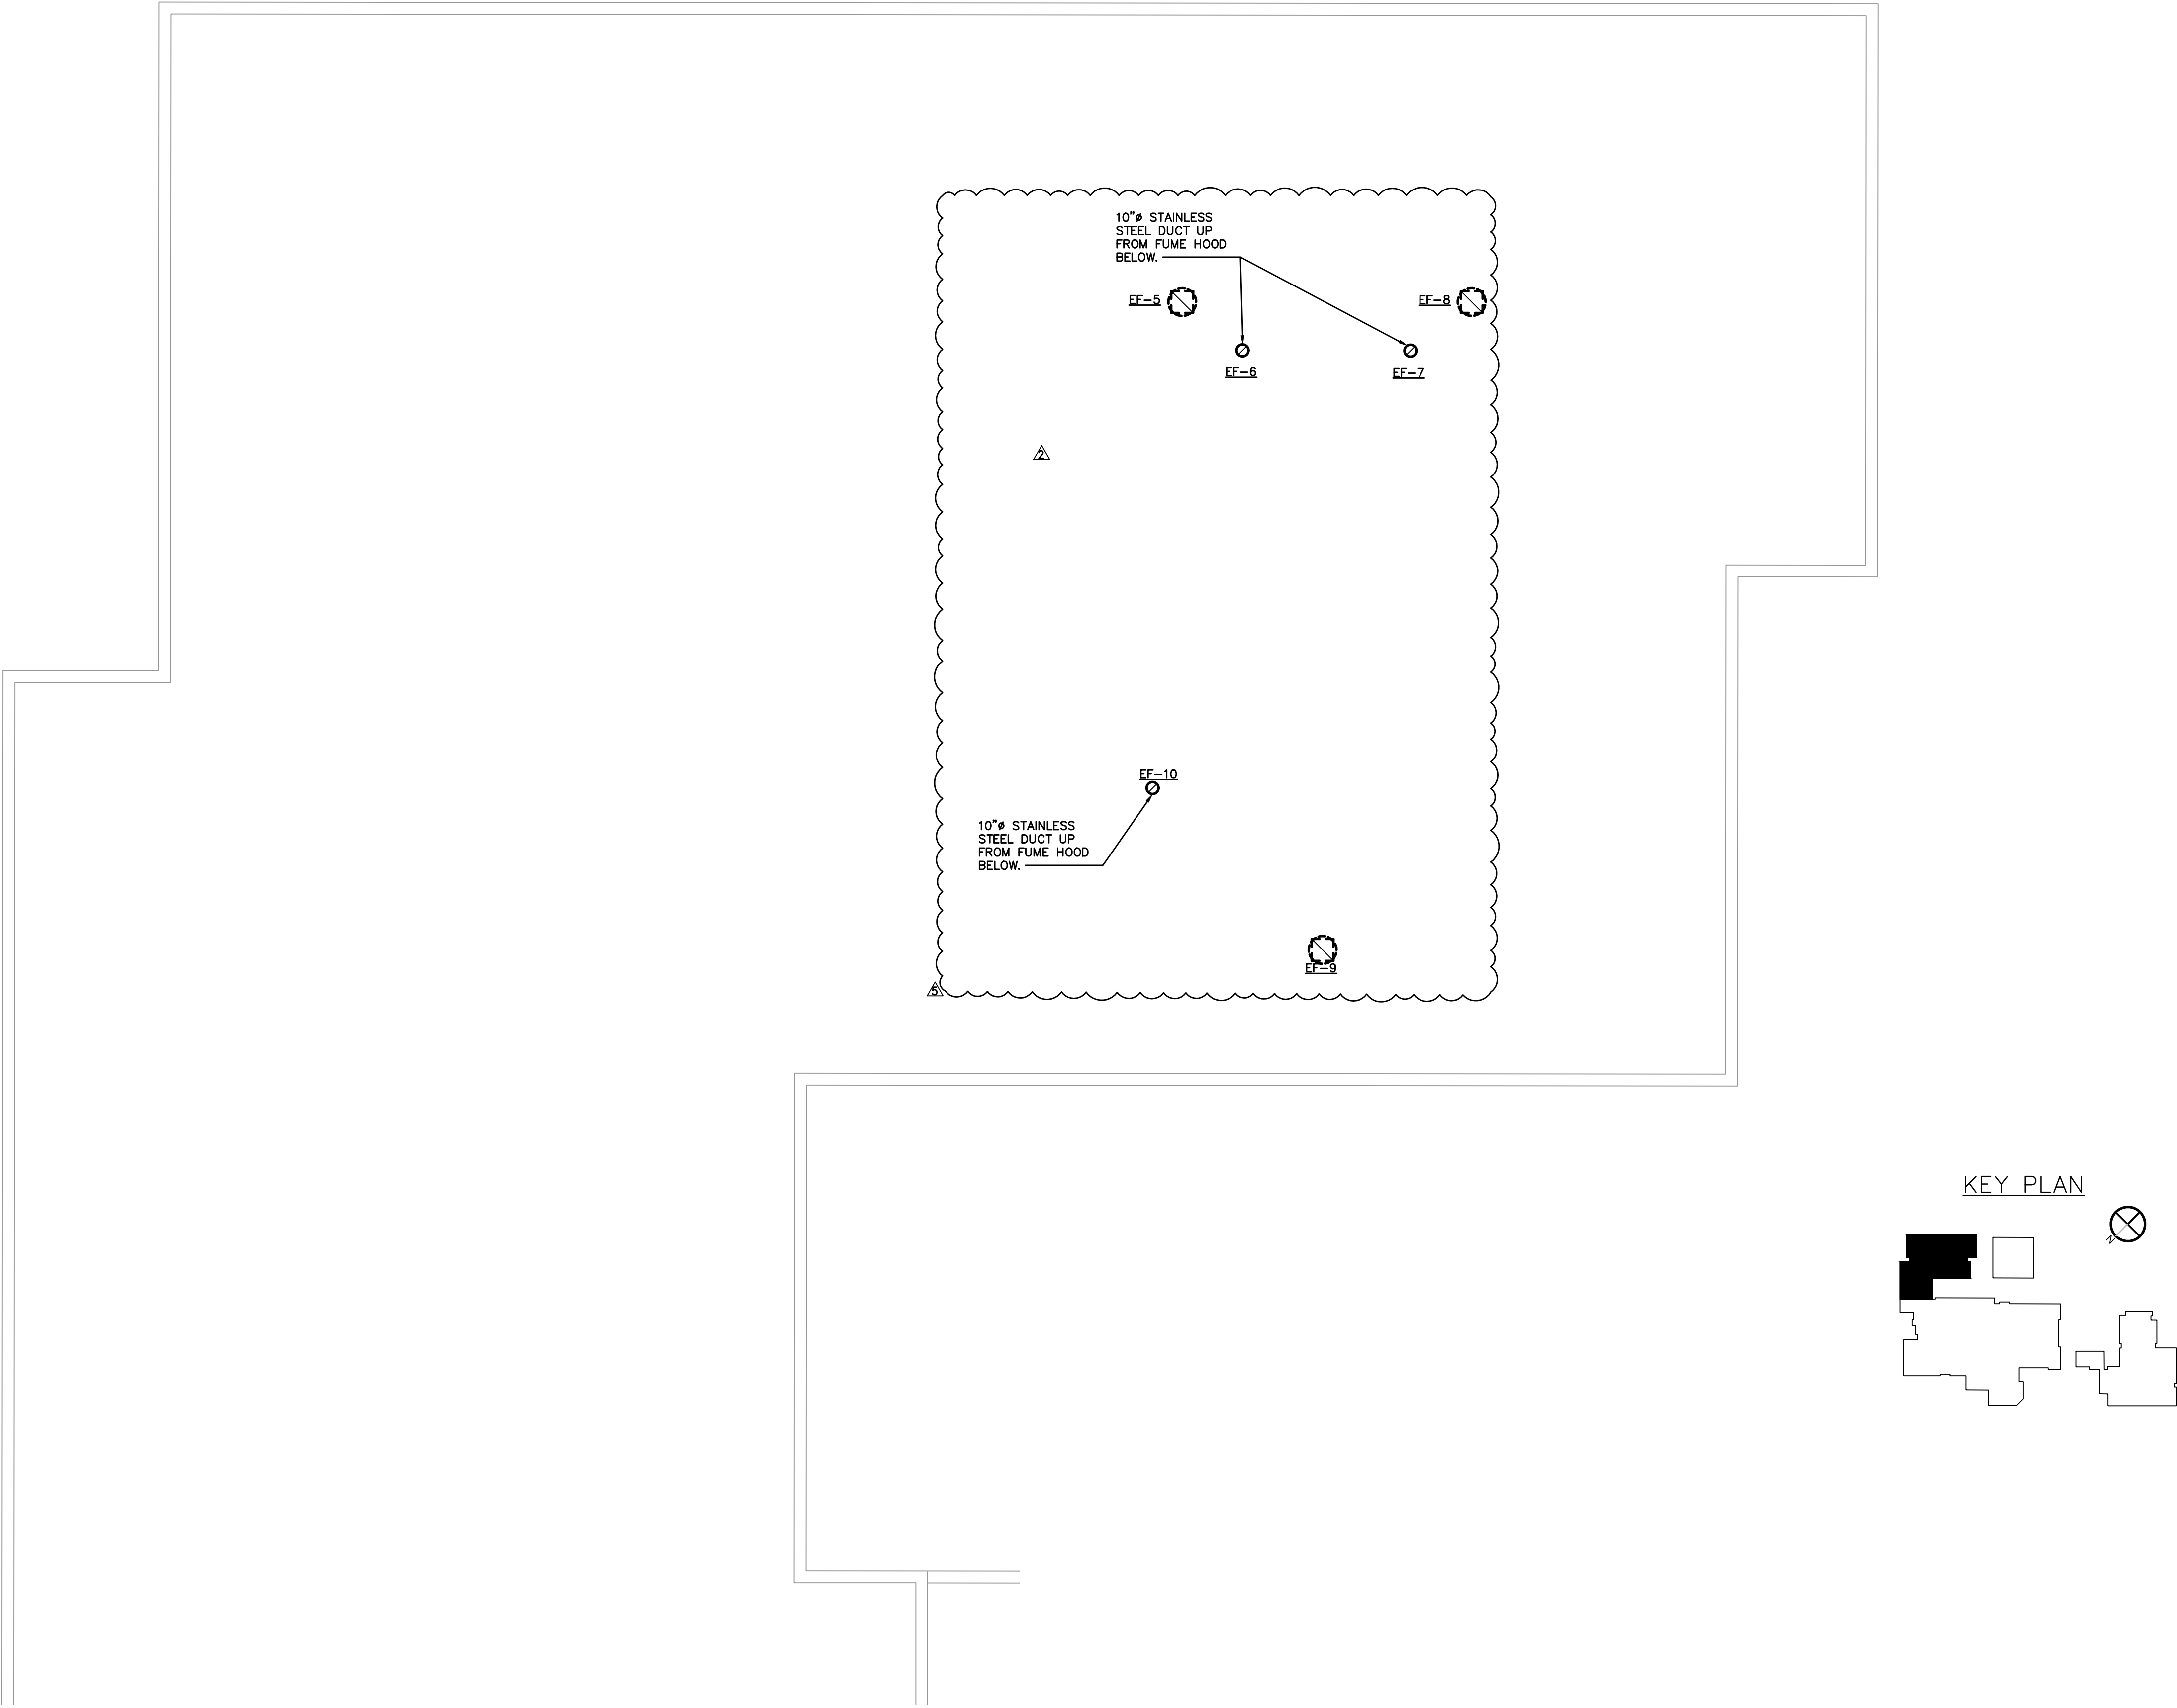 10"ø STAINLESS
STEEL DUCT UP
FROM FUME HOOD
BELOW.
EF-5
EF-8
EF-6
EF-7
2
EF-10
10"ø STAINLESS
STEEL DUCT UP
FROM FUME HOOD
BELOW.
EF-9
5
KEY PLAN
N